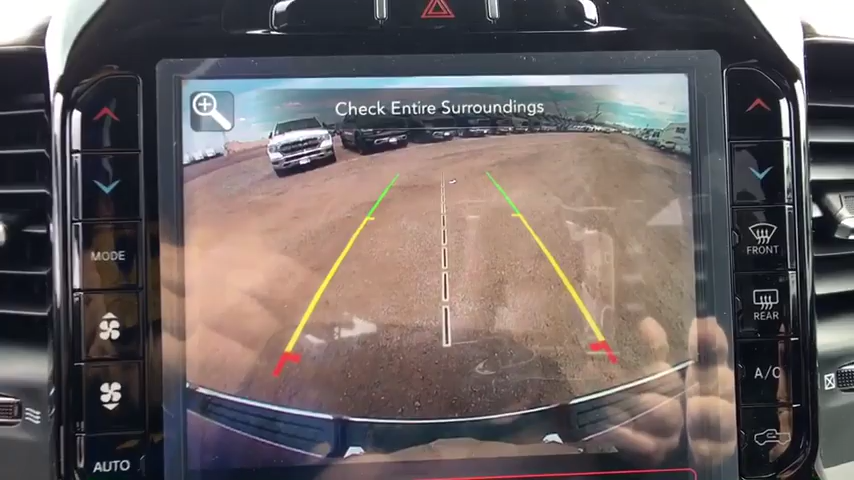 Check Entire Surroundings
MODE
FRONT
REAR
A/C
AUTO